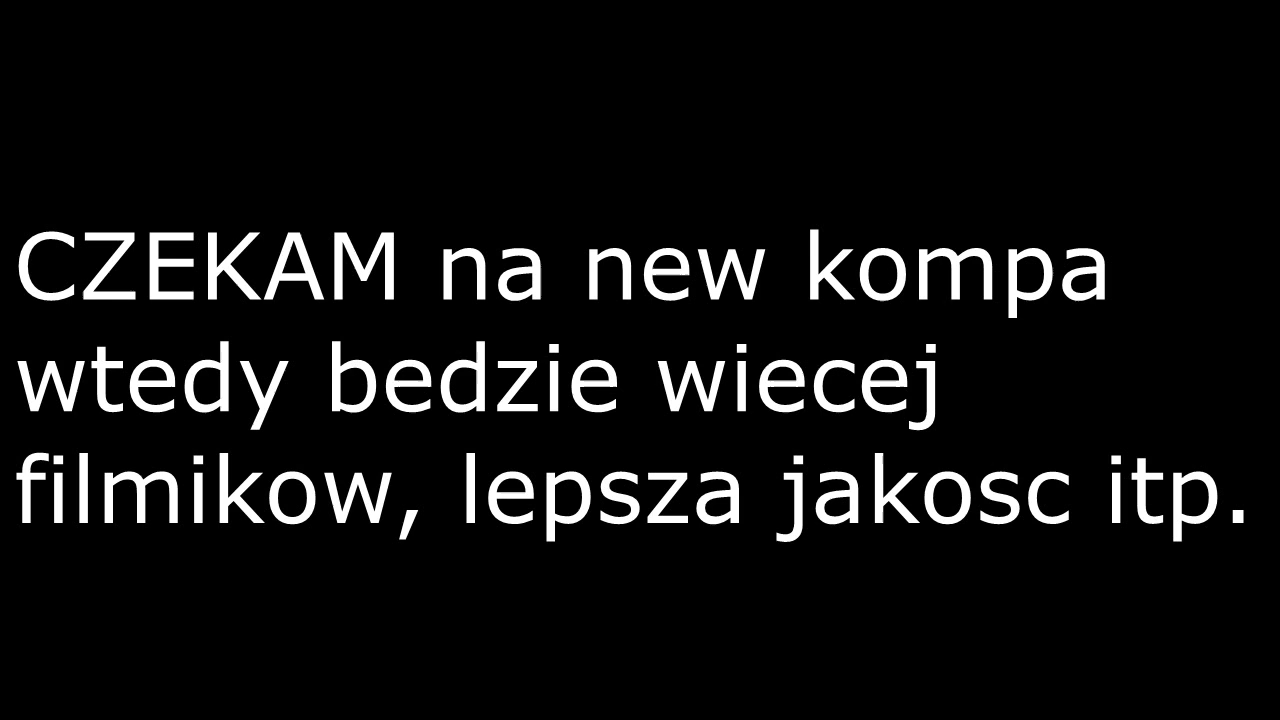 CZEKAM na new kompa
wtedy bedzie wiecej
filmikow, lepsza jakosc itp.